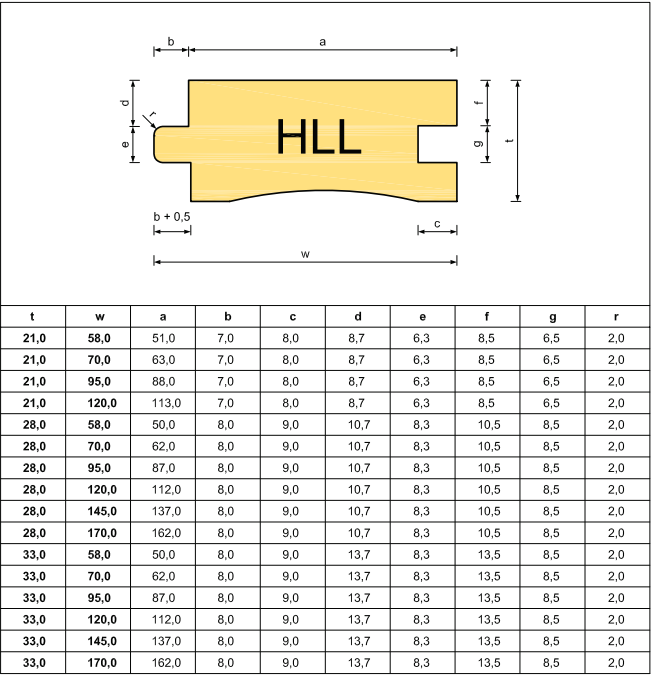 b a
d r HLL f
e g t
b + 0,5 c
w
t w a b c d e f g r
21,0 58,0 51,0 7,0 8,0 8,7 6,3 8,5 6,5 2,0
21,0 70,0 63,0 7,0 8,0 8,7 6,3 8,5 6,5 2,0
21,0 95,0 88,0 7,0 8,0 8,7 6,3 8,5 6,5 2,0
21,0 120,0 113,0 7,0 8,0 8,7 6,3 8,5 6,5 2,0
28,0 58,0 50,0 8,0 9,0 10,7 8,3 10,5 8,5 2,0
28,0 70,0 62,0 8,0 9,0 10,7 8,3 10,5 8,5 2,0
28,0 95,0 87,0 8,0 9,0 10,7 8,3 10,5 8,5 2,0
28,0 120,0 112,0 8,0 9,0 10,7 8,3 10,5 8,5 2,0
28,0 145,0 137,0 8,0 9,0 10,7 8,3 10,5 8,5 2,0
28,0 170,0 162,0 8,0 9,0 10,7 8,3 10,5 8,5 2,0
33,0 58,0 50,0 8,0 9,0 13,7 8,3 13,5 8,5 2,0
33,0 70,0 62,0 8,0 9,0 13,7 8,3 13,5 8,5 2,0
33,0 95,0 87,0 8,0 9,0 13,7 8,3 13,5 8,5 2,0
33,0 120,0 112,0 8,0 9,0 13,7 8,3 13,5 8,5 2,0
33,0 145,0 137,0 8,0 9,0 13,7 8,3 13,5 8,5 2,0
33,0 170,0 162,0 8,0 9,0 13,7 8,3 13,5 8,5 2,0